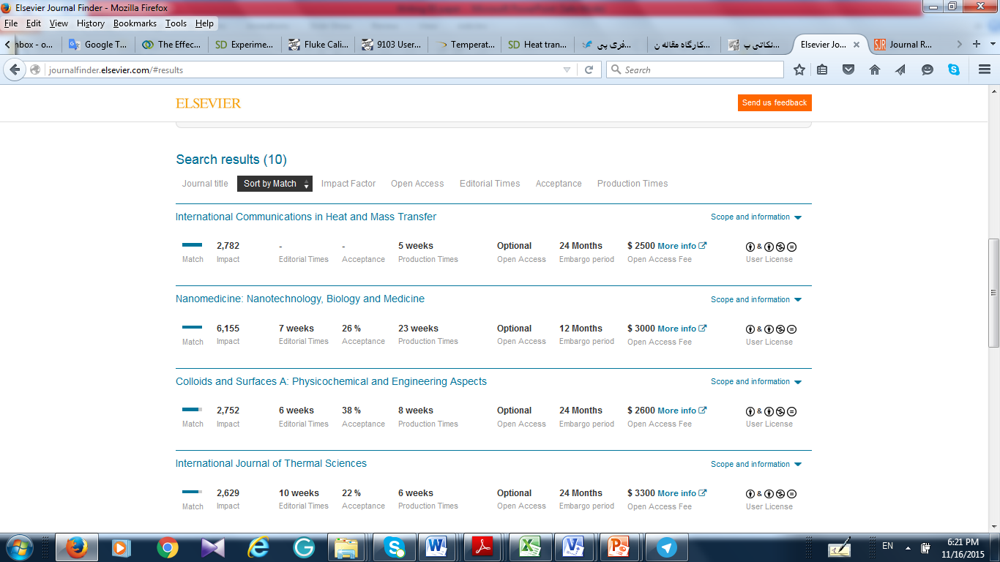 Elsevier Journal Finder - Mozilla Firefox
File Edit View History Bookmarks Tools Help
nbox - o... Google T... The Effec... SD Experime... Fluke Cali... 9103 User... Temperat... SD Heat tran... فری پی... کارگاه مقاله ن... نکاتی پ... Elsevier Jo... SJR Journal R...
journalfinder.elsevier.com/#results Search
ELSEVIER Send us feedback
Search results (10)
Journal title Sort by Match Impact Factor Open Access Editorial Times Acceptance Production Times
International Communications in Heat and Mass Transfer Scope and information
2,782 - - 5 weeks Optional 24 Months $ 2500 More info &
Match Impact Editorial Times Acceptance Production Times Open Access Embargo period Open Access Fee User License
Nanomedicine: Nanotechnology, Biology and Medicine Scope and information
6,155 7 weeks 26 % 23 weeks Optional 12 Months $ 3000 More info &
Match Impact Editorial Times Acceptance Production Times Open Access Embargo period Open Access Fee User License
Colloids and Surfaces A: Physicochemical and Engineering Aspects Scope and information
2,752 6 weeks 38 % 8 weeks Optional 24 Months $ 2600 More info &
Match Impact Editorial Times Acceptance Production Times Open Access Embargo period Open Access Fee User License
International Journal of Thermal Sciences Scope and information
2,629 10 weeks 22 % 6 weeks Optional 24 Months $ 3300 More info &
Match Impact Editorial Times Acceptance Production Times Open Access Embargo period Open Access Fee User License
EN 6:21 PM
11/16/2015